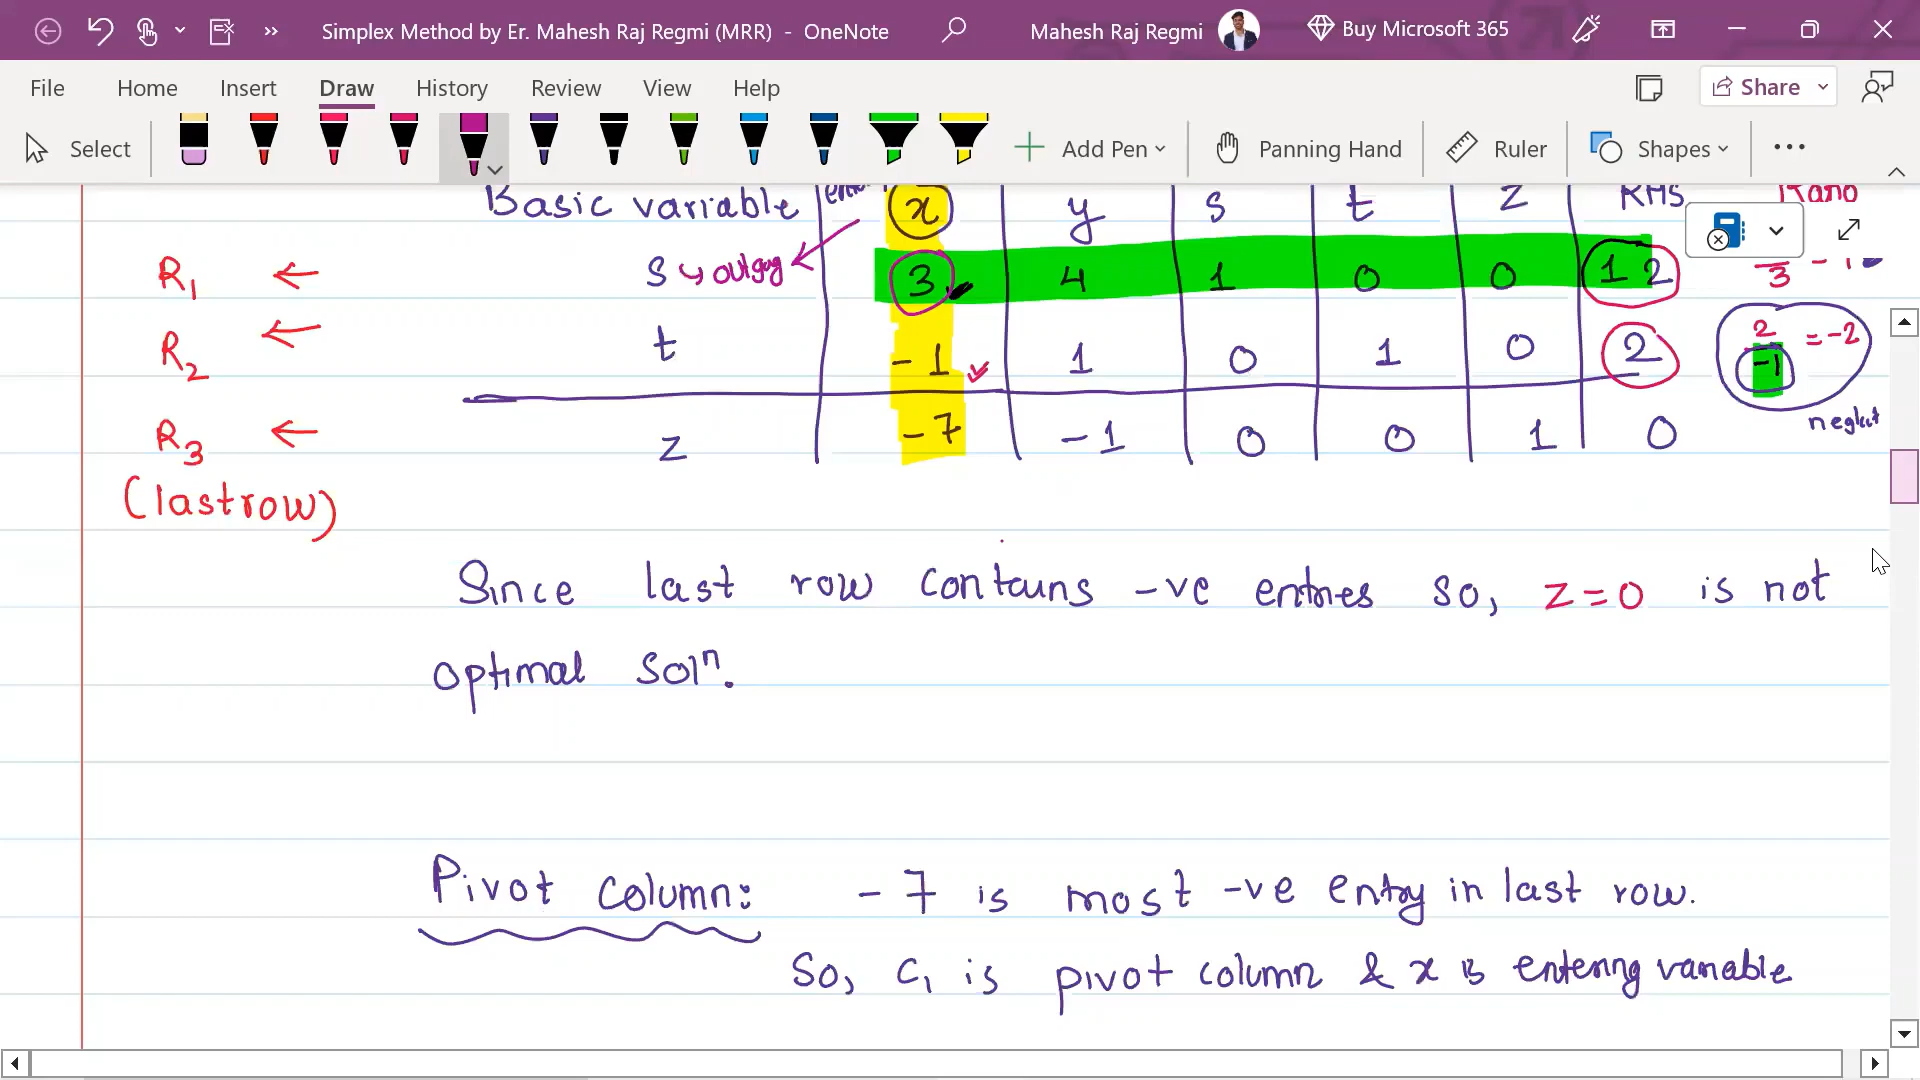 Simplex Method by Er. Mahesh Raj Regmi (MRR) - OneNote
Mahesh Raj Regmi
Buy Microsoft 365
File Home Insert Draw History Review View Help
Share
Select
Add Pen
Panning Hand
Ruler
Shapes
Basic variable x y s t z RHS Ratio
R1 ← s ↪ outgog 3 4 1 0 0 12
R2 ← t -1 1 0 1 0 2 2/-1 = -2
neglect
R3 ← z -7 -1 0 0 1 0
(last row)
Since last row contains -ve entries so, z=0 is not
optimal solⁿ.
Pivot column: -7 is most -ve entry in last row.
So, C1 is pivot column & x is entering variable